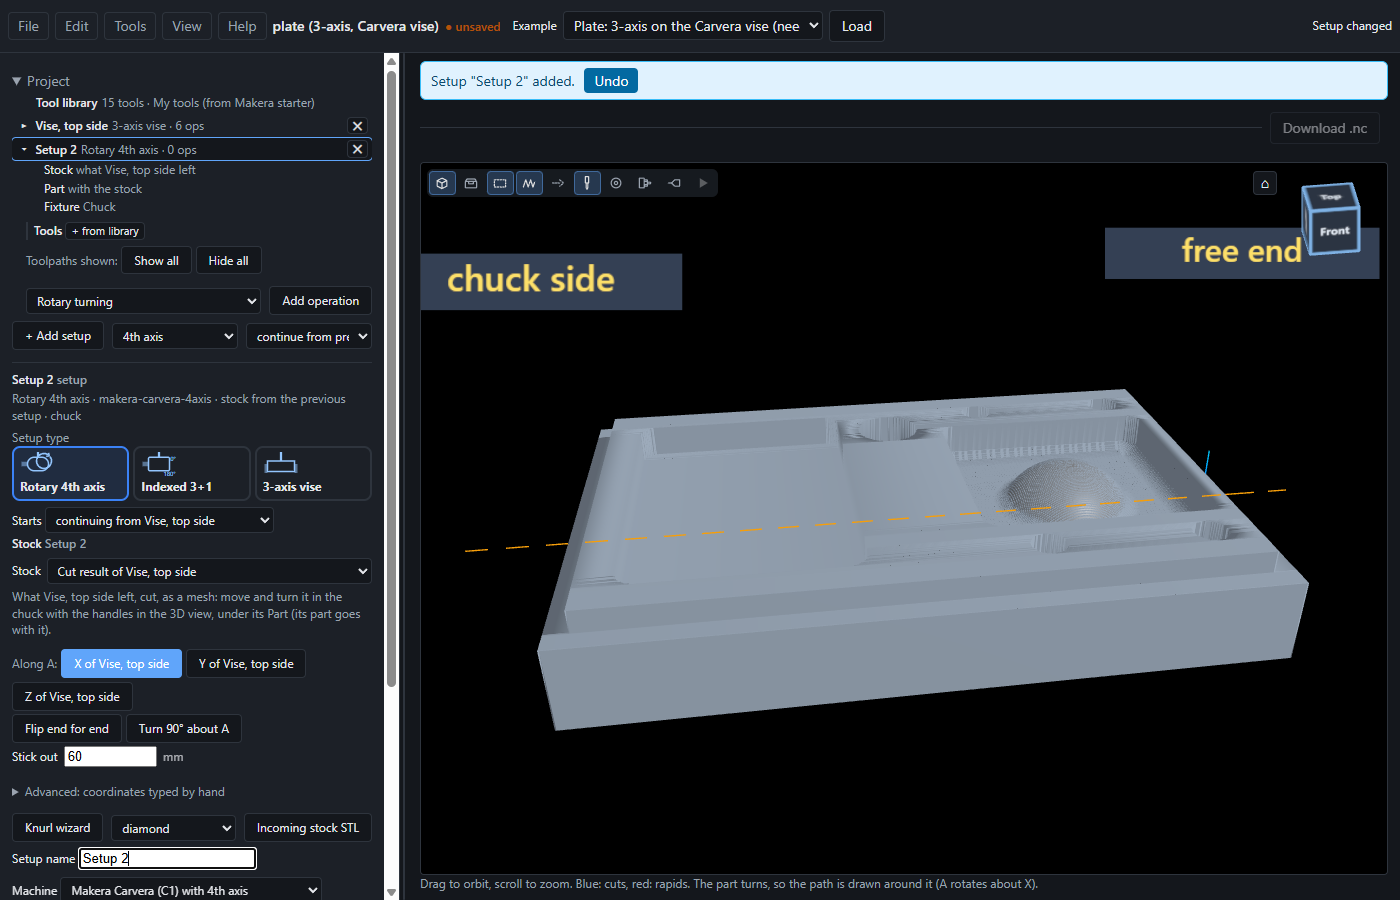 File Edit Tools View Help plate (3-axis, Carvera vise) • unsaved Example Plate: 3-axis on the Carvera vise (nee Load Setup changed
Setup "Setup 2" added. Undo
Download .nc
▼ Project
Tool library 15 tools · My tools (from Makera starter)
Vise, top side 3-axis vise · 6 ops
Setup 2 Rotary 4th axis · 0 ops
Stock what Vise, top side left
Part with the stock
Fixture Chuck
Tools + from library
Toolpaths shown: Show all Hide all
Rotary turning Add operation
+ Add setup 4th axis continue from pre
Setup 2 setup
Rotary 4th axis · makera-carvera-4axis · stock from the previous
setup · chuck
Setup type
Rotary 4th axis Indexed 3+1 3-axis vise
180°
Starts continuing from Vise, top side
Stock Setup 2
Stock Cut result of Vise, top side
What Vise, top side left, cut, as a mesh: move and turn it in the
chuck with the handles in the 3D view, under its Part (its part goes
with it).
Along A: X of Vise, top side Y of Vise, top side
Z of Vise, top side
Flip end for end Turn 90° about A
Stick out 60 mm
Advanced: coordinates typed by hand
Knurl wizard diamond Incoming stock STL
Setup name Setup 2
Machine Makera Carvera (C1) with 4th axis
chuck side
free end
Top
Front
Drag to orbit, scroll to zoom. Blue: cuts, red: rapids. The part turns, so the path is drawn around it (A rotates about X).